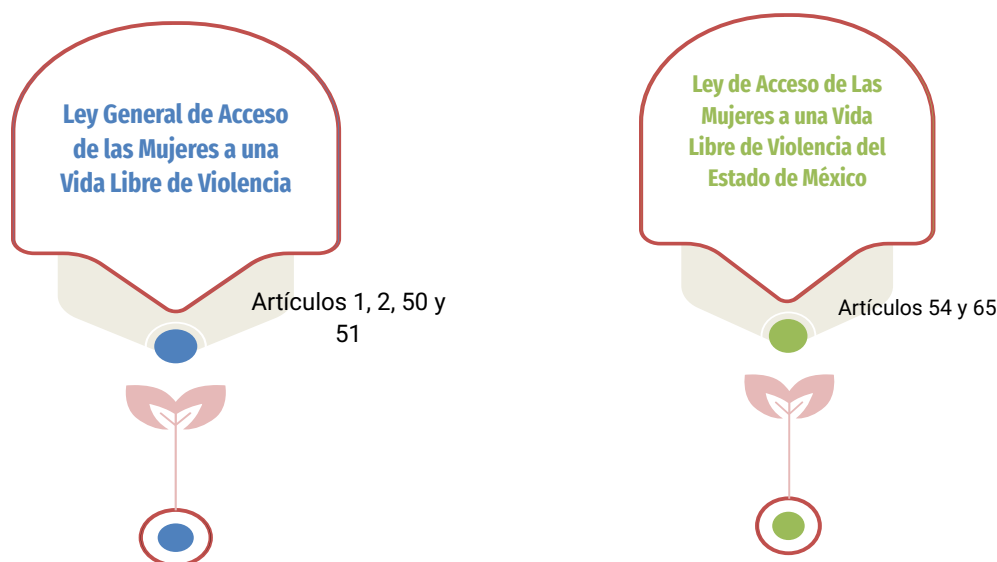 Ley General de Acceso
de las Mujeres a una
Vida Libre de Violencia
Artículos 1, 2, 50 y
51
Ley de Acceso de Las
Mujeres a una Vida
Libre de Violencia del
Estado de México
Artículos 54 y 65